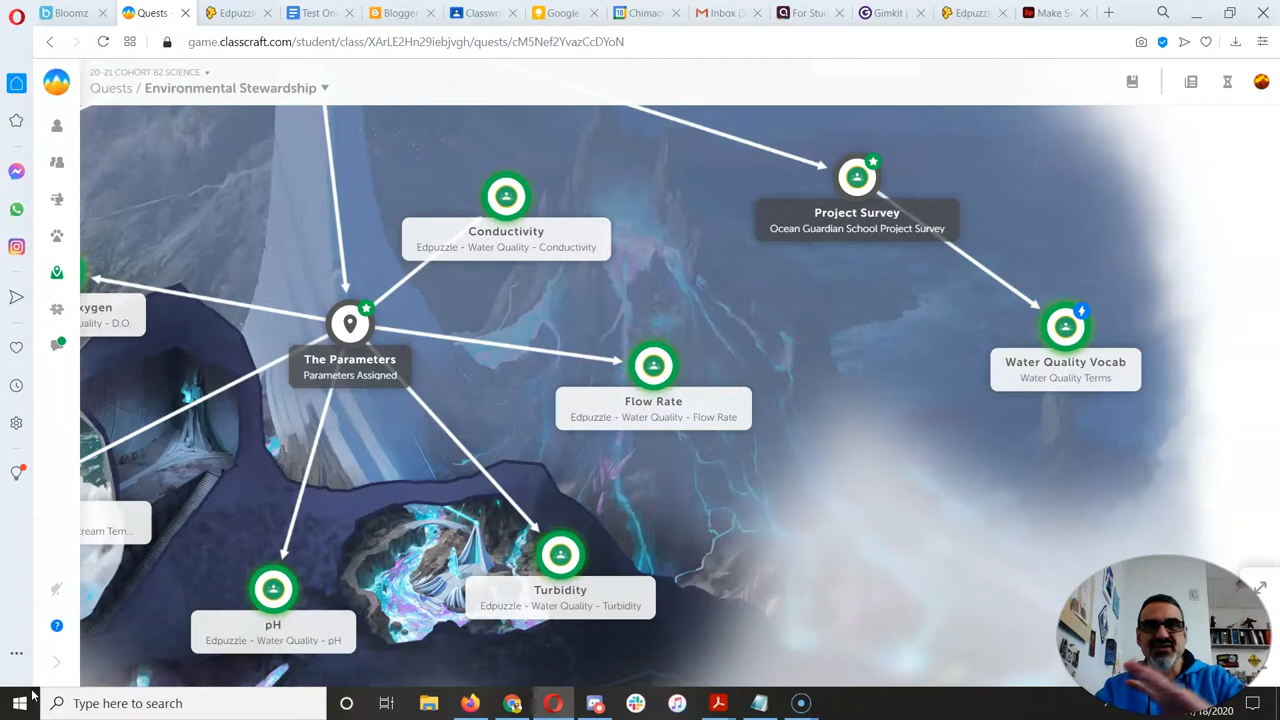 Bloomz
Quests -
Edpuzzle
Test On
Blogger
Classwo
Google
Chimac
Inbox (
For Stu
Gimkit
Edpuzz
Make S
game.classcraft.com/student/class/XArLE2Hn29iebjvgh/quests/cM5Nef2YvazCcDYoN
20-21 COHORT B2 SCIENCE
Quests / Environmental Stewardship
Conductivity
Edpuzzle - Water Quality - Conductivity
Project Survey
Ocean Guardian School Project Survey
xygen
uality - D.O.
The Parameters
Parameters Assigned
Water Quality Vocab
Water Quality Terms
Flow Rate
Edpuzzle - Water Quality - Flow Rate
tream Tem...
Turbidity
Edpuzzle - Water Quality - Turbidity
pH
Edpuzzle - Water Quality - pH
Type here to search
/18/2020